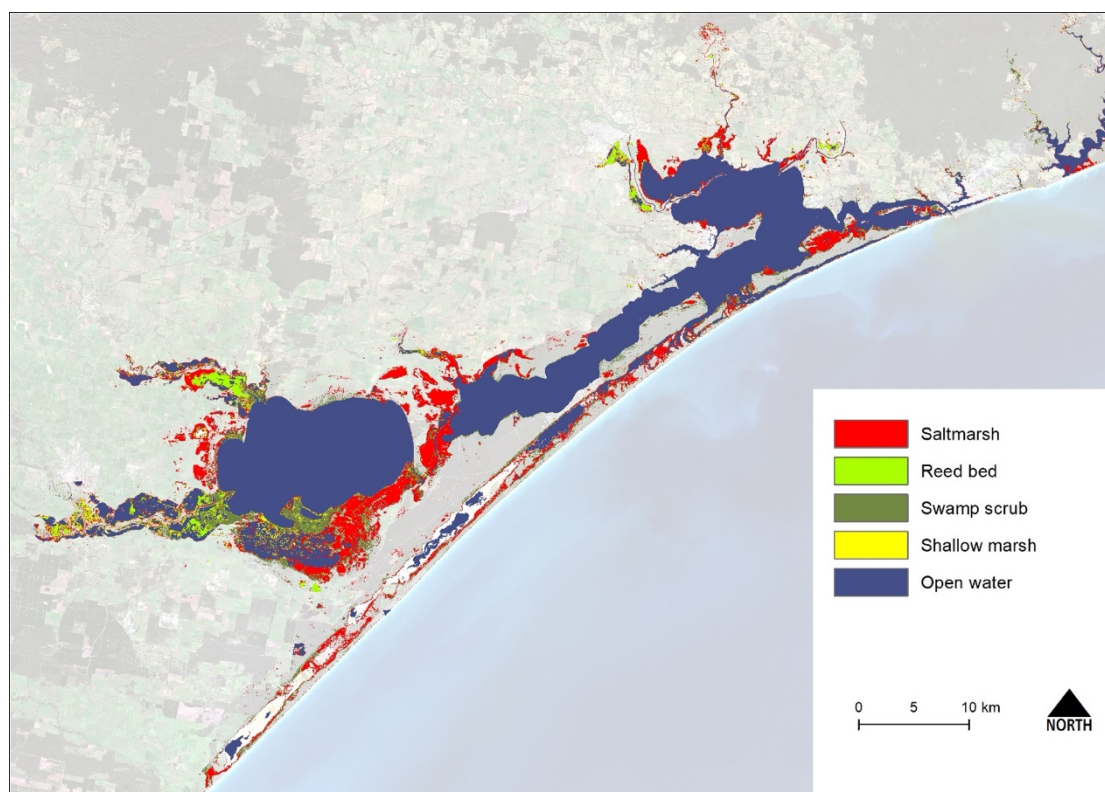 Saltmarsh
Reed bed
Swamp scrub
Shallow marsh
Open water
0 5 10 km
NORTH